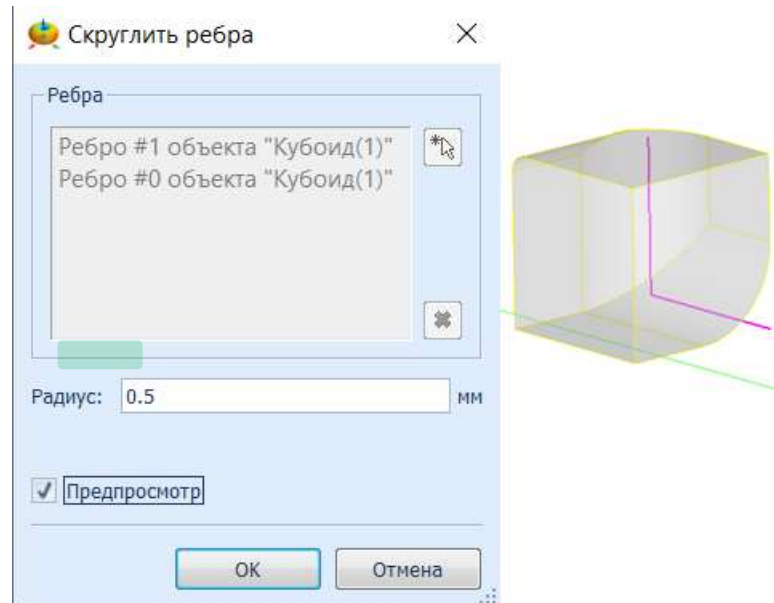 Скруглить ребра
Ребра
Ребро #1 объекта "Кубоид(1)"
Ребро #0 объекта "Кубоид(1)"
Радиус: 0.5 мм
Предпросмотр
OK Отмена